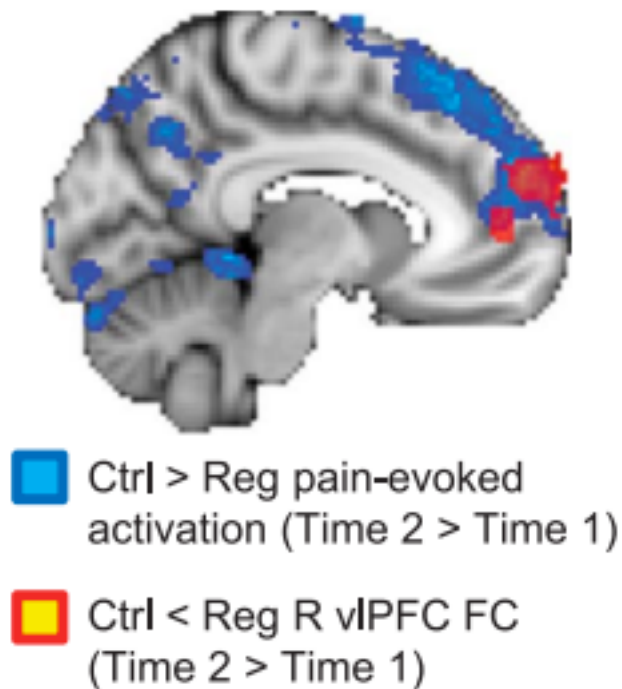 Ctrl > Reg pain-evoked
activation (Time 2 > Time 1)
Ctrl < Reg R vlPFC FC
(Time 2 > Time 1)